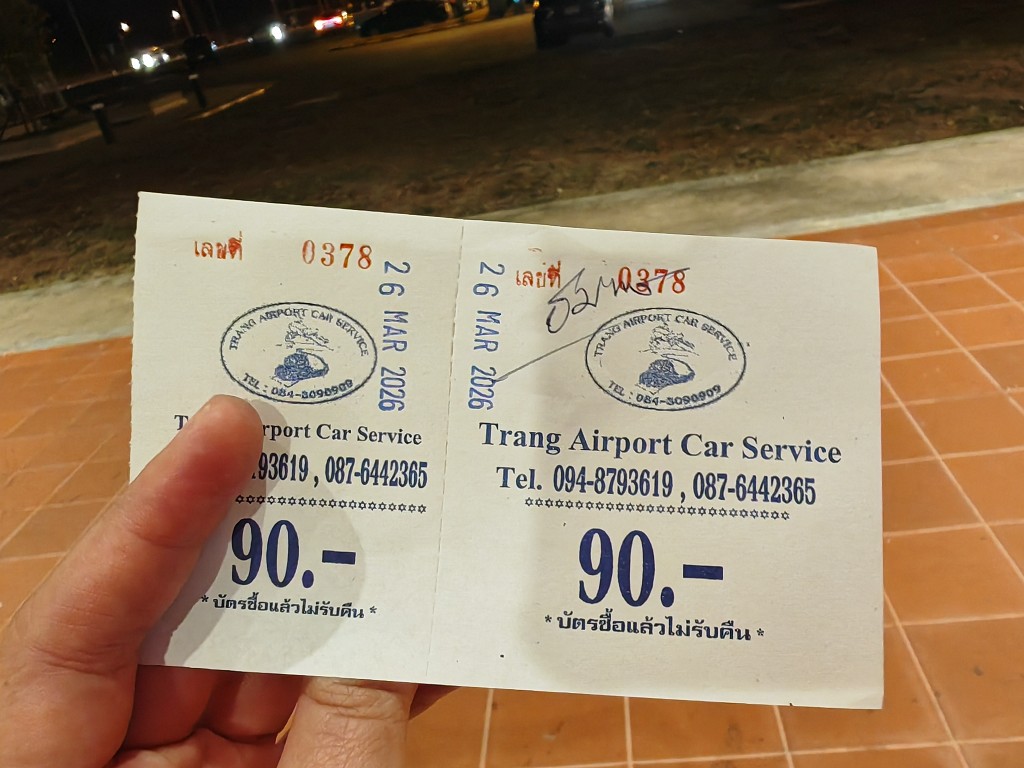 เลขที่ 0378
26 MAR 2026
TRANG AIRPORT CAR SERVICE
TEL : 084-3090909
rport Car Service
93619 , 087-6442365
90.-
* บัตรซื้อแล้วไม่รับคืน *
เลขที่ 0378
26 MAR 2026
TRANG AIRPORT CAR SERVICE
TEL : 084-3090909
Trang Airport Car Service
Tel. 094-8793619 , 087-6442365
90.-
* บัตรซื้อแล้วไม่รับคืน *